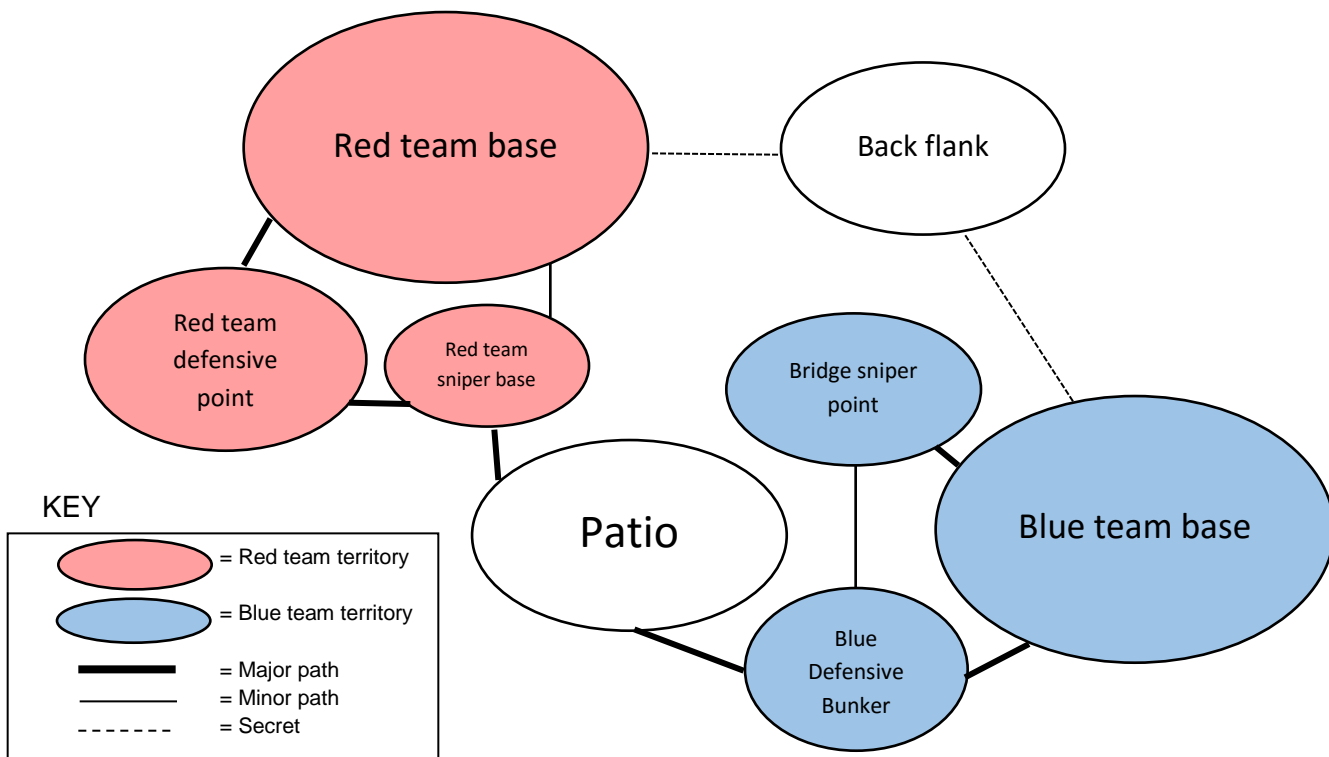 Red team base
Back flank
Red team
defensive
point
Red team
sniper base
Bridge sniper
point
Patio
Blue team base
Blue
Defensive
Bunker
KEY
= Red team territory
= Blue team territory
= Major path
= Minor path
= Secret